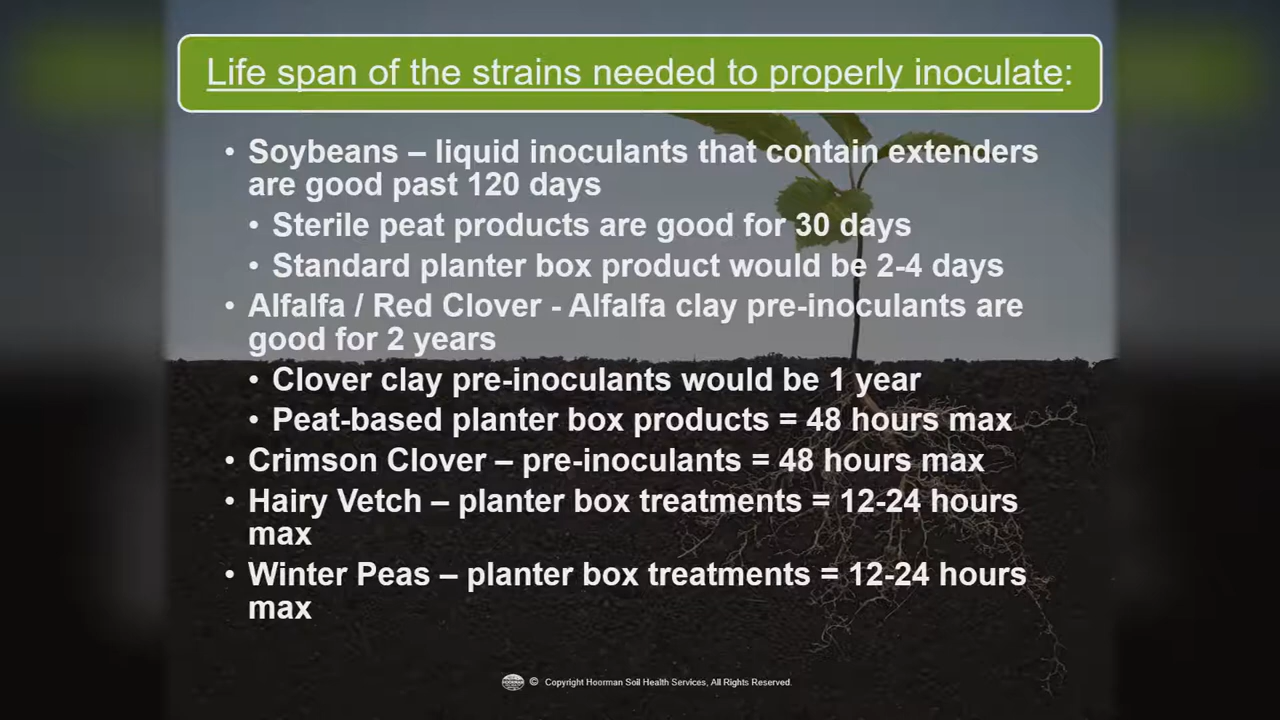 Life span of the strains needed to properly inoculate:
• Soybeans – liquid inoculants that contain extenders
are good past 120 days
• Sterile peat products are good for 30 days
• Standard planter box product would be 2-4 days
• Alfalfa / Red Clover - Alfalfa clay pre-inoculants are
good for 2 years
• Clover clay pre-inoculants would be 1 year
• Peat-based planter box products = 48 hours max
• Crimson Clover – pre-inoculants = 48 hours max
• Hairy Vetch – planter box treatments = 12-24 hours
max
• Winter Peas – planter box treatments = 12-24 hours
max
© Copyright Hoorman Soil Health Services, All Rights Reserved.